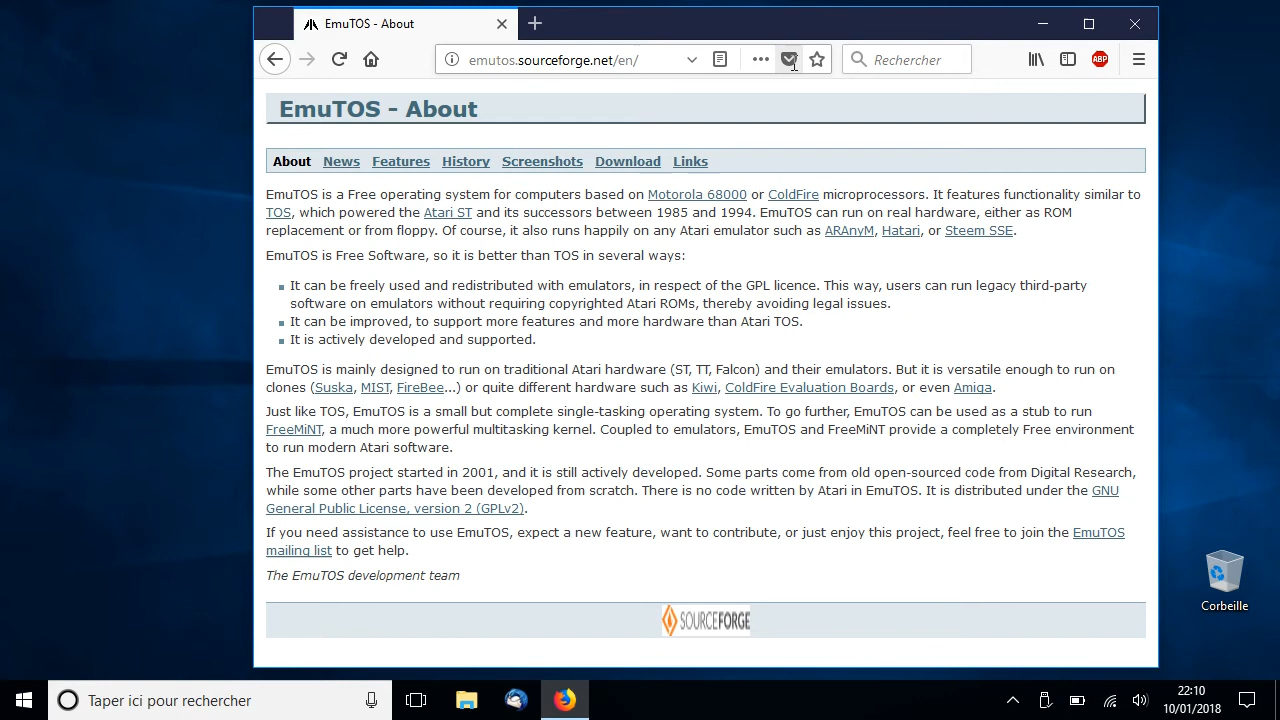 EmuTOS - About
emutos.sourceforge.net/en/
Rechercher
ABP
EmuTOS - About
About News Features History Screenshots Download Links
EmuTOS is a Free operating system for computers based on Motorola 68000 or ColdFire microprocessors. It features functionality similar to
TOS, which powered the Atari ST and its successors between 1985 and 1994. EmuTOS can run on real hardware, either as ROM
replacement or from floppy. Of course, it also runs happily on any Atari emulator such as ARAnyM, Hatari, or Steem SSE.
EmuTOS is Free Software, so it is better than TOS in several ways:
It can be freely used and redistributed with emulators, in respect of the GPL licence. This way, users can run legacy third-party
software on emulators without requiring copyrighted Atari ROMs, thereby avoiding legal issues.
It can be improved, to support more features and more hardware than Atari TOS.
It is actively developed and supported.
EmuTOS is mainly designed to run on traditional Atari hardware (ST, TT, Falcon) and their emulators. But it is versatile enough to run on
clones (Suska, MIST, FireBee...) or quite different hardware such as Kiwi, ColdFire Evaluation Boards, or even Amiga.
Just like TOS, EmuTOS is a small but complete single-tasking operating system. To go further, EmuTOS can be used as a stub to run
FreeMiNT, a much more powerful multitasking kernel. Coupled to emulators, EmuTOS and FreeMiNT provide a completely Free environment
to run modern Atari software.
The EmuTOS project started in 2001, and it is still actively developed. Some parts come from old open-sourced code from Digital Research,
while some other parts have been developed from scratch. There is no code written by Atari in EmuTOS. It is distributed under the GNU
General Public License, version 2 (GPLv2).
If you need assistance to use EmuTOS, expect a new feature, want to contribute, or just enjoy this project, feel free to join the EmuTOS
mailing list to get help.
The EmuTOS development team
SOURCEFORGE
Corbeille
Taper ici pour rechercher
22:10
10/01/2018